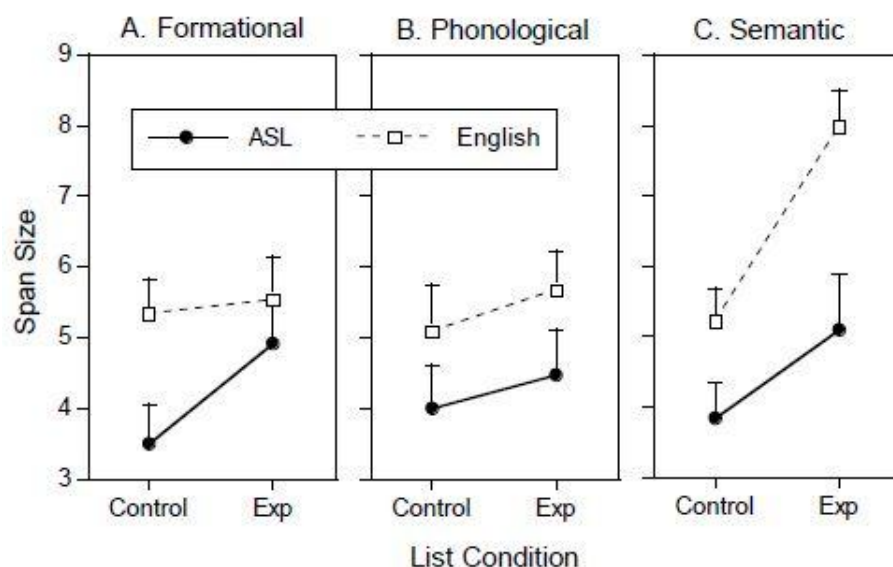 A. Formational
B. Phonological
C. Semantic
ASL
English
Span Size
9
8
7
6
5
4
3
Control
Exp
Control
Exp
Control
Exp
List Condition